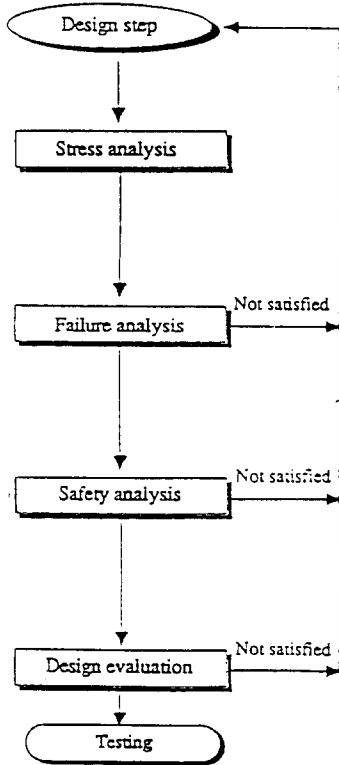 Design step
Stress analysis
Not satisfied
Failure analysis
Not satisfied
Safety analysis
Not satisfied
Design evaluation
Testing